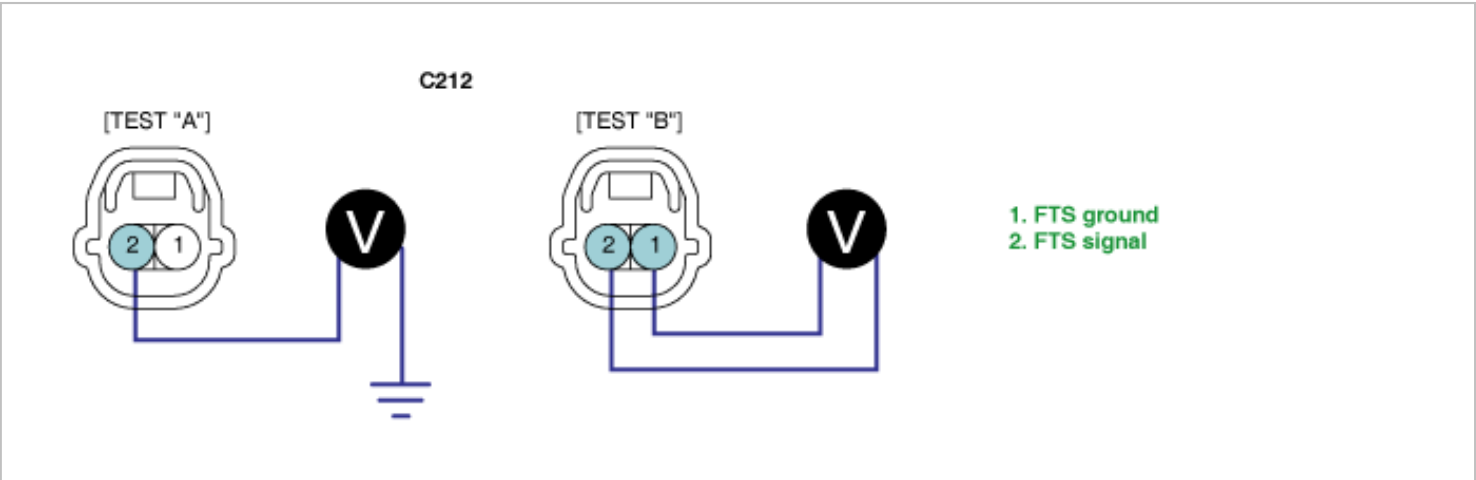 C212
[TEST "A"]
[TEST "B"]
2 1
V
2 1
V
1. FTS ground
2. FTS signal